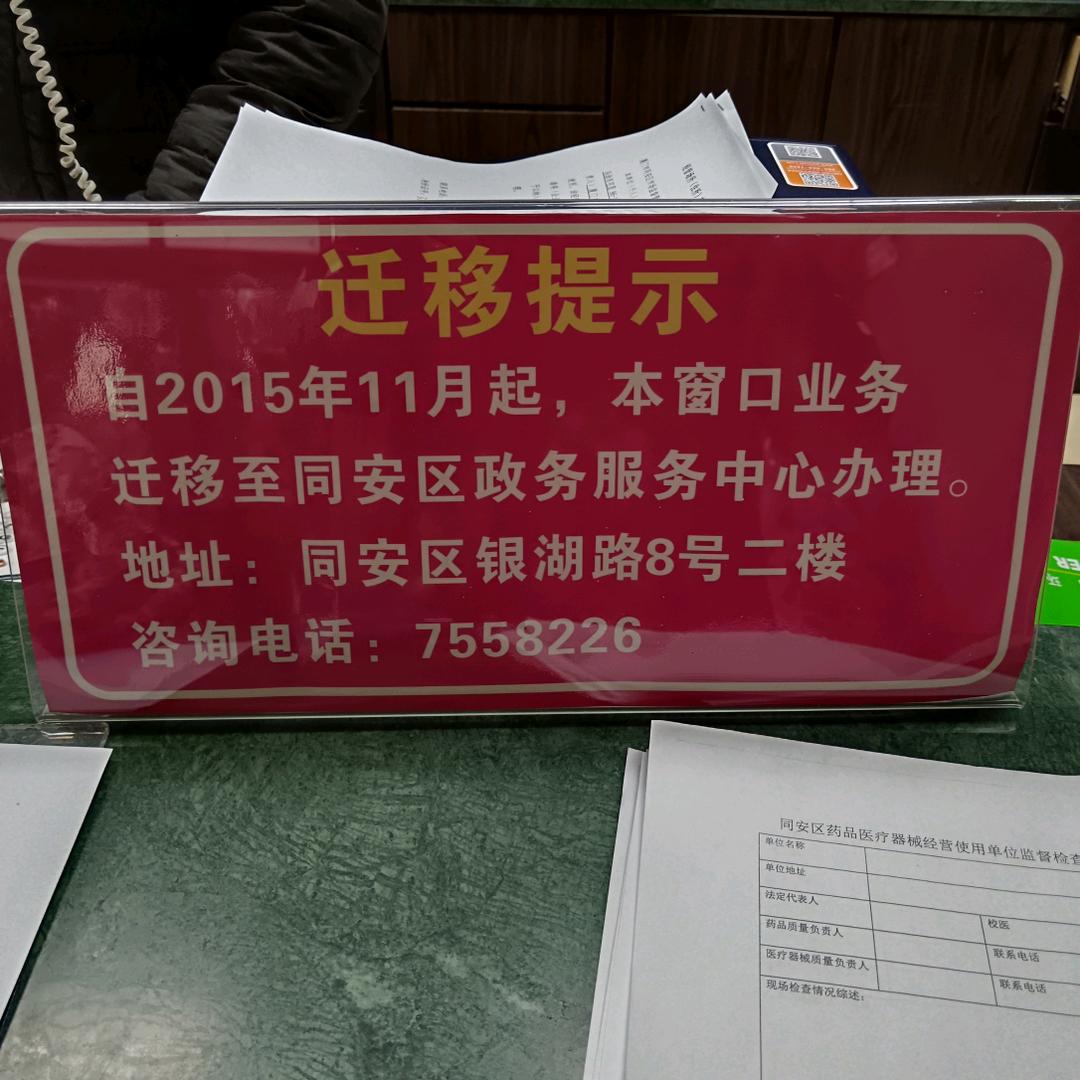 迁移提示
自2015年11月起，本窗口业务
迁移至同安区政务服务中心办理。
地址：同安区银湖路8号二楼
咨询电话：7558226
同安区药品医疗器械经营使用单位监督检查
单位名称
单位地址
法定代表人
药品质量负责人 校医
医疗器械质量负责人 联系电话
联系电话
现场检查情况综述：